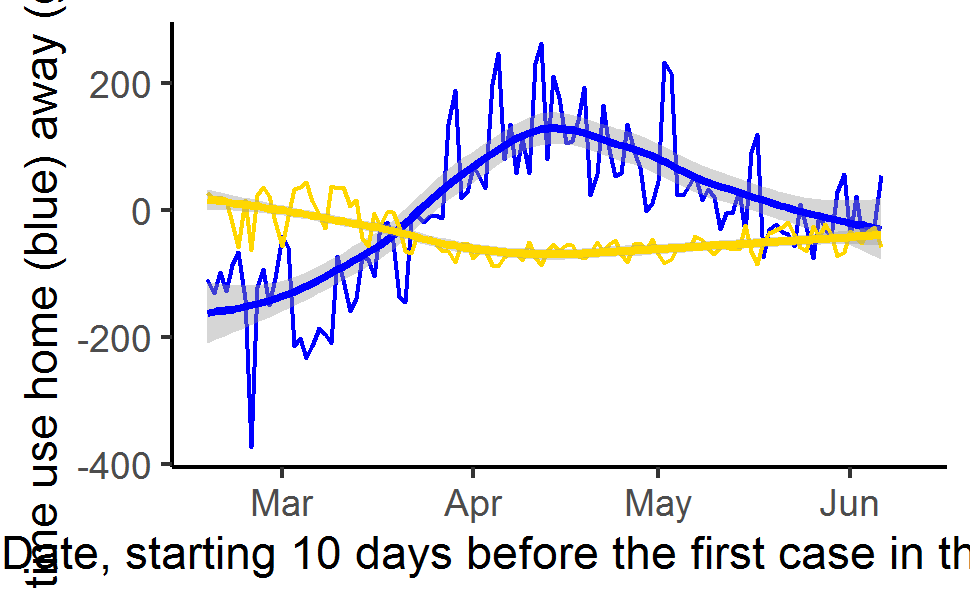 time use home (blue) away (
200
0
-200
-400
Mar Apr May Jun
Date, starting 10 days before the first case in th